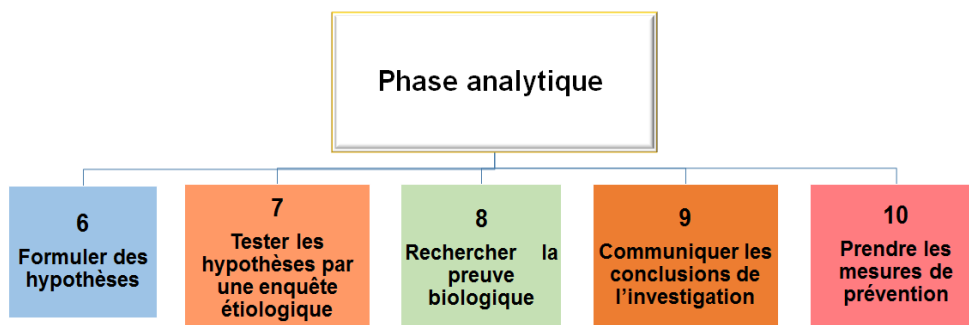 Phase analytique
6
Formuler des
hypothèses
7
Tester les
hypothèses par
une enquête
étiologique
8
Rechercher la
preuve
biologique
9
Communiquer les
conclusions de
l'investigation
10
Prendre les
mesures de
prévention